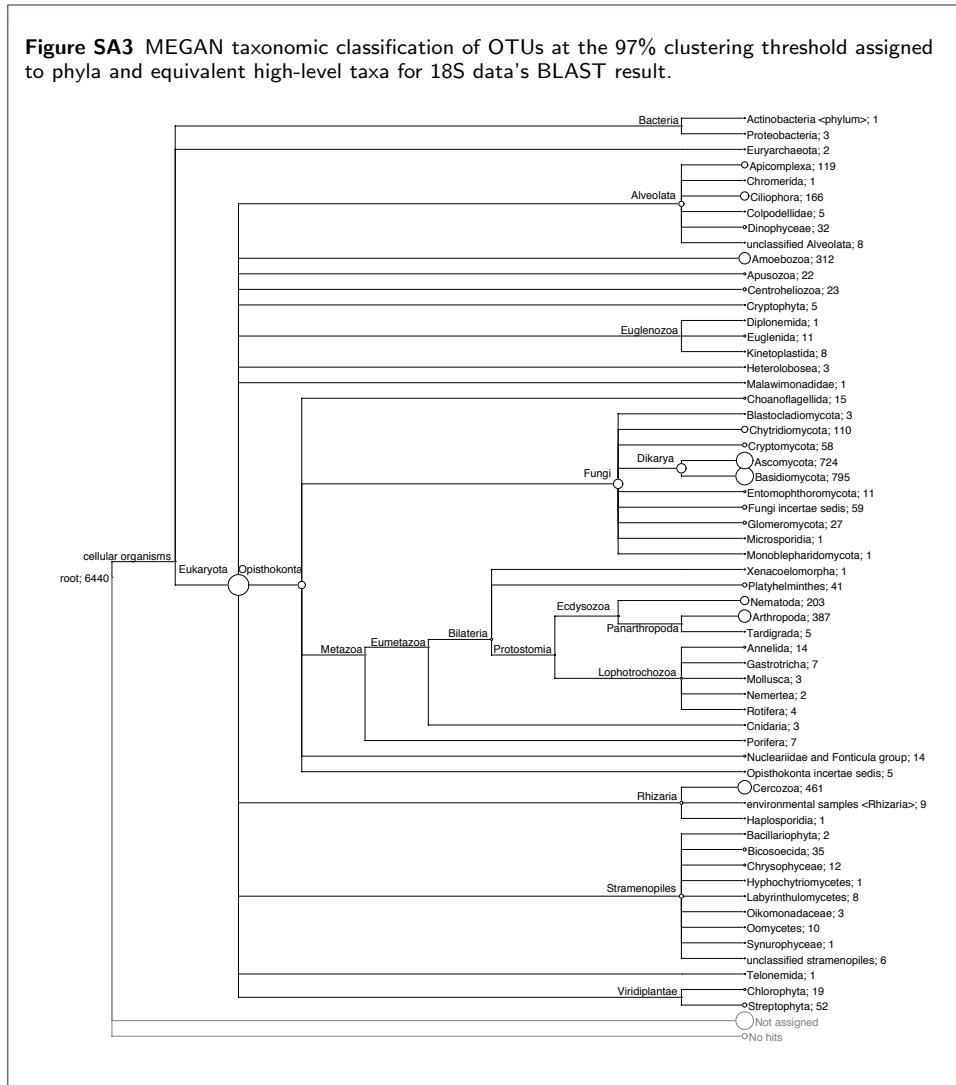 Figure SA3 MEGAN taxonomic classification of OTUs at the 97% clustering threshold assigned
to phyla and equivalent high-level taxa for 18S data's BLAST result.
Bacteria
Actinobacteria <phylum>; 1
Proteobacteria; 3
Euryarchaeota; 2
Apicomplexa; 119
Chromerida; 1
Alveolata
Ciliophora; 166
Colpodellidae; 5
Dinophyceae; 32
unclassified Alveolata; 8
Amoebozoa; 312
Apusozoa; 22
Centroheliozoa; 23
Cryptophyta; 5
Diplonemida; 1
Euglenozoa
Euglenida; 11
Kinetoplastida; 8
Heterolobosea; 3
Malawimonadidae; 1
Choanoflagellida; 15
Blastocladiomycota; 3
Chytridiomycota; 110
Cryptomycota; 58
Dikarya
Ascomycota; 724
Fungi
Basidiomycota; 795
Entomophthoromycota; 11
Fungi incertae sedis; 59
Glomeromycota; 27
Microsporidia; 1
Monoblepharidomycota; 1
cellular organisms
Eukaryota
Opisthokonta
root; 6440
Xenacoelomorpha; 1
Platyhelminthes; 41
Nematoda; 203
Ecdysozoa
Arthropoda; 387
Panarthropoda
Tardigrada; 5
Bilateria
Eumetazoa
Metazoa
Protostomia
Annelida; 14
Gastrotricha; 7
Lophotrochozoa
Mollusca; 3
Nemertea; 2
Rotifera; 4
Cnidaria; 3
Porifera; 7
Nucleariidae and Fonticula group; 14
Opisthokonta incertae sedis; 5
Cercozoa; 461
Rhizaria
environmental samples <Rhizaria>; 9
Haplosporidia; 1
Bacillariophyta; 2
Bicosoecida; 35
Chrysophyceae; 12
Hyphochytriomycetes; 1
Stramenopiles
Labyrinthulomycetes; 8
Oikomonadaceae; 3
Oomycetes; 10
Synurophyceae; 1
unclassified stramenopiles; 6
Telonemida; 1
Viridiplantae
Chlorophyta; 19
Streptophyta; 52
Not assigned
No hits